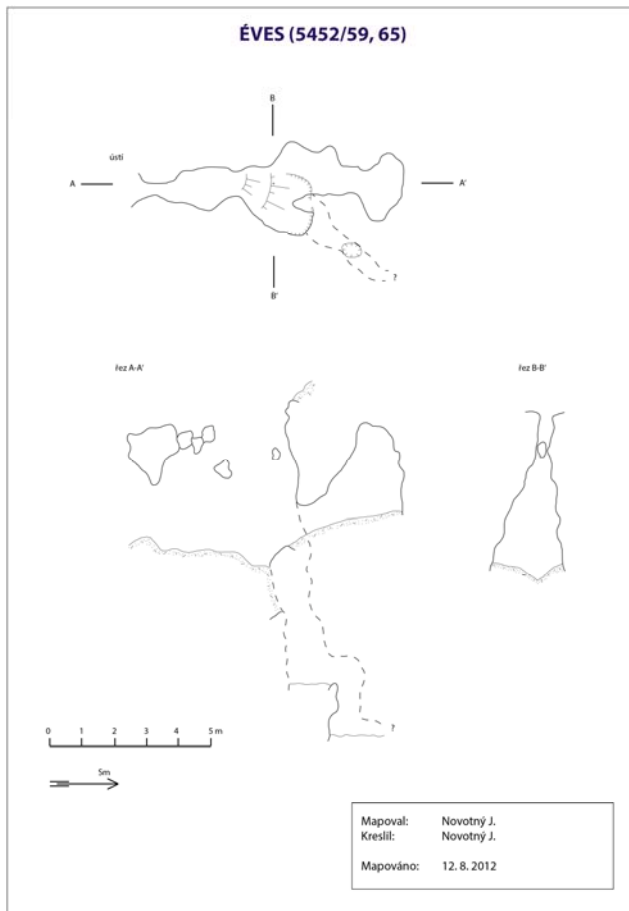 ÉVES (5452/59, 65)
B
ústí
A
A'
?
B'
řez A-A'
řez B-B'
?
0 1 2 3 4 5 m
5m
Mapoval: Novotný J.
Kreslil: Novotný J.
Mapováno: 12. 8. 2012